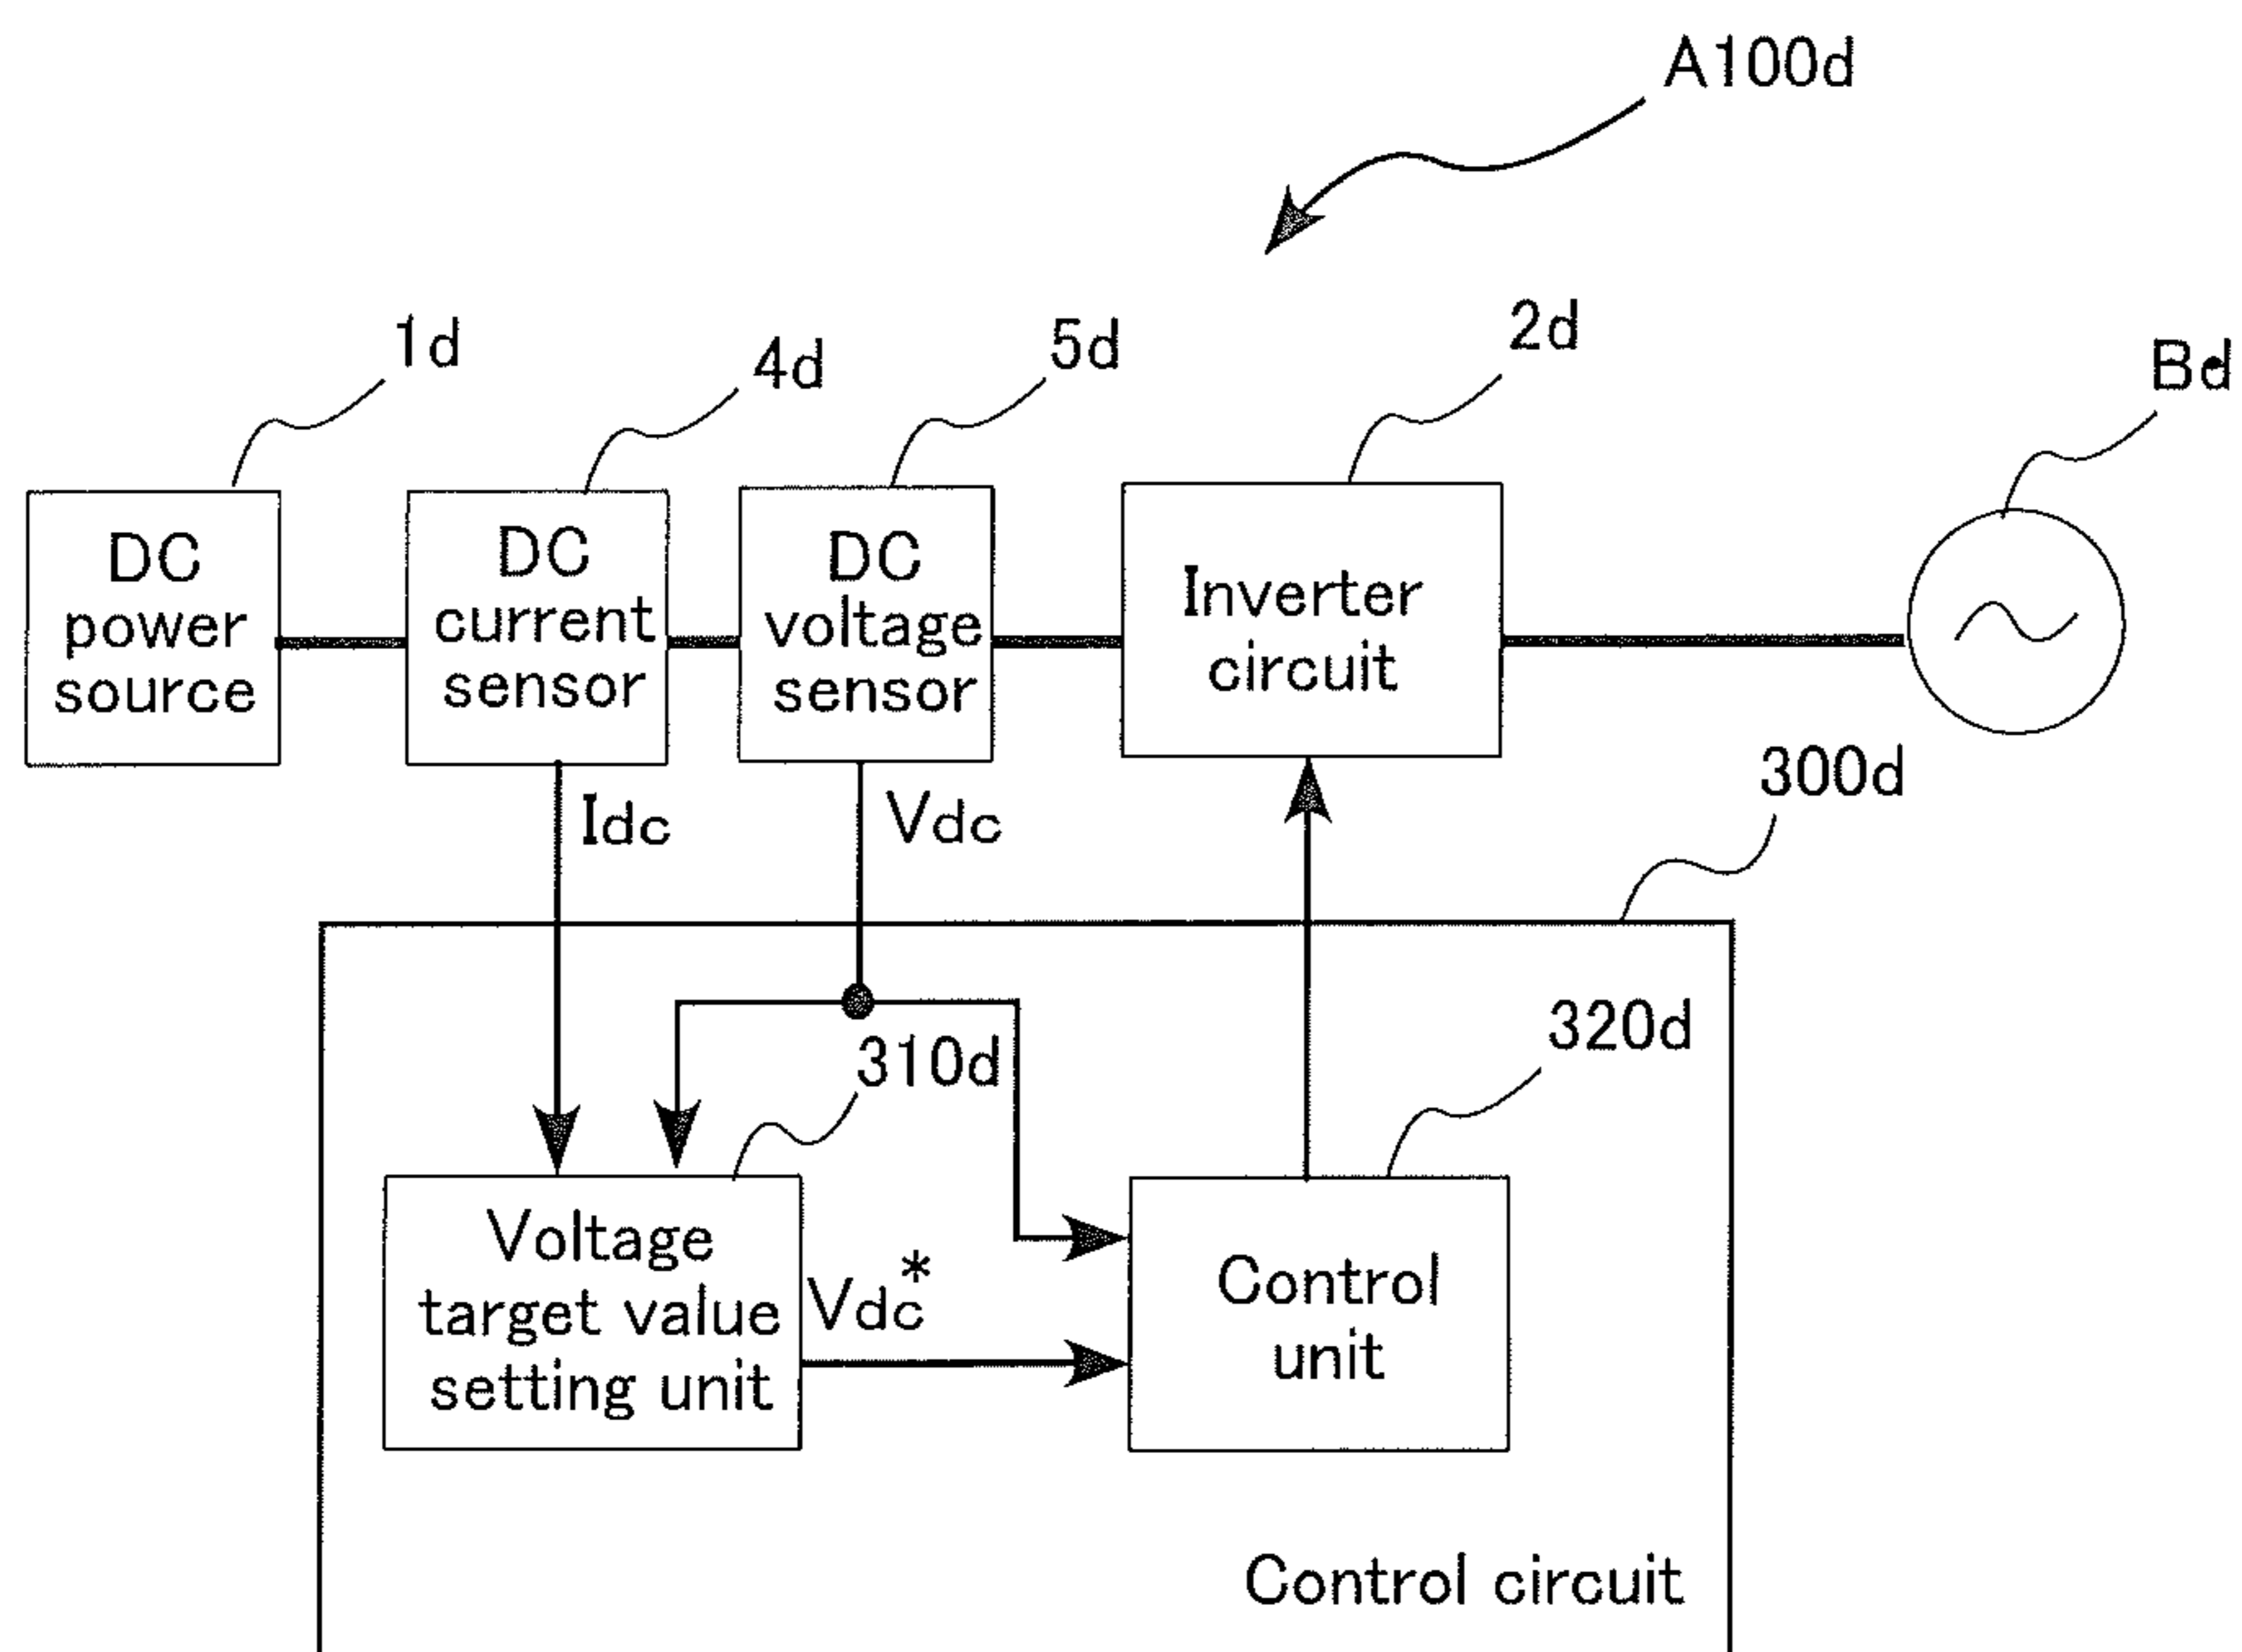 A100d
1d
4d
5d
2d
Bd
DC
power
source
DC
current
sensor
DC
voltage
sensor
Inverter
circuit
Idc
Vdc
300d
310d
320d
Voltage
target value
setting unit
Vdc*
Control
unit
Control circuit